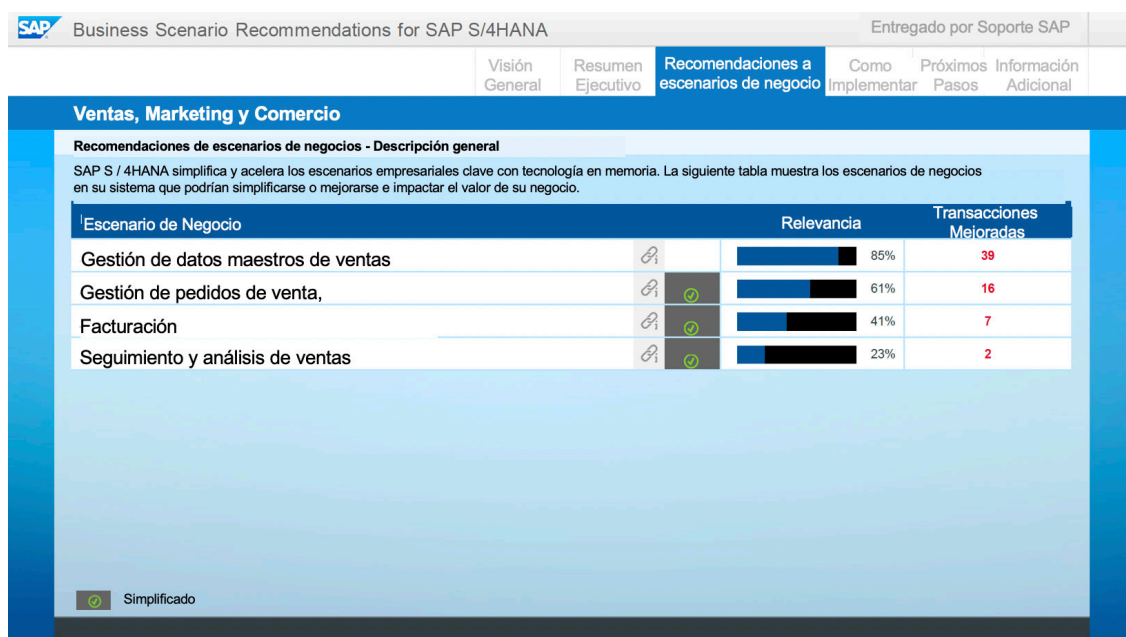 SAP
Business Scenario Recommendations for SAP S/4HANA
Entregado por Soporte SAP
Visión
General
Resumen
Ejecutivo
Recomendaciones a
escenarios de negocio
Como
Implementar
Próximos
Pasos
Información
Adicional
Ventas, Marketing y Comercio
Recomendaciones de escenarios de negocios - Descripción general
SAP S / 4HANA simplifica y acelera los escenarios empresariales clave con tecnología en memoria. La siguiente tabla muestra los escenarios de negocios
en su sistema que podrían simplificarse o mejorarse e impactar el valor de su negocio.
Escenario de Negocio
Relevancia
Transacciones
Mejoradas
Gestión de datos maestros de ventas
85%
39
Gestión de pedidos de venta,
61%
16
Facturación
41%
7
Seguimiento y análisis de ventas
23%
2
Simplificado